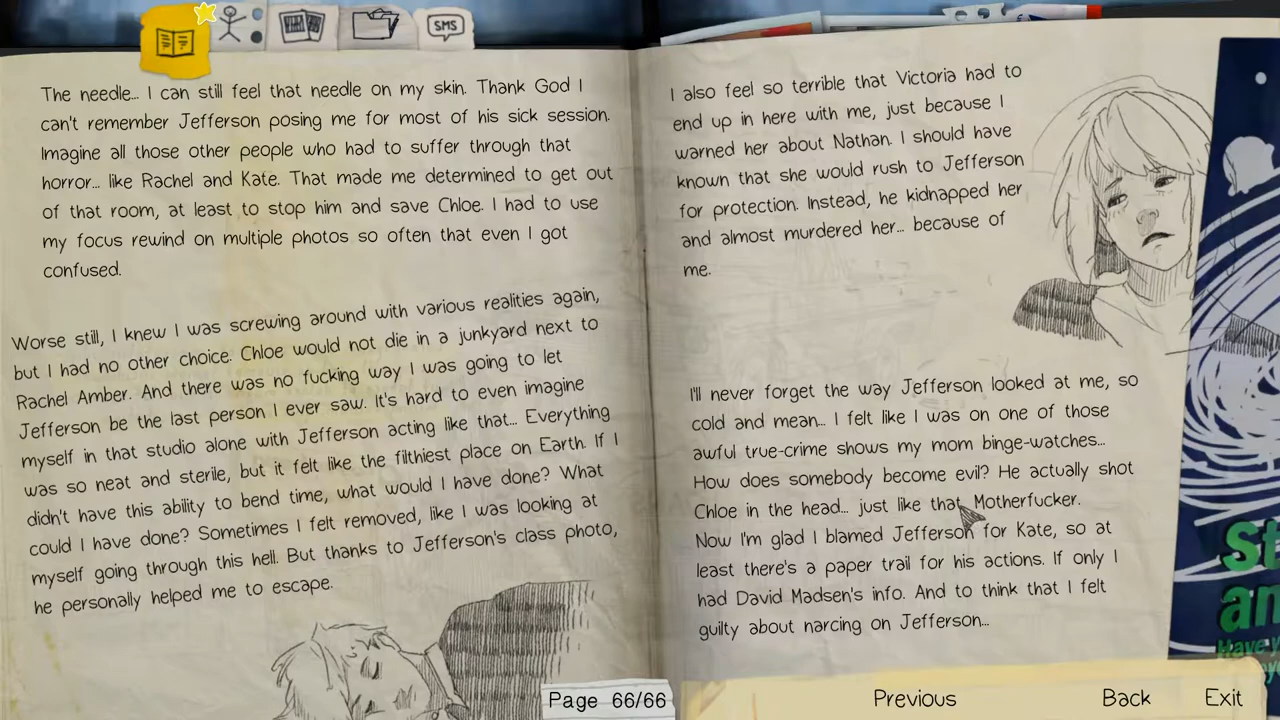 SMS
The needle... I can still feel that needle on my skin. Thank God I
can't remember Jefferson posing me for most of his sick session.
Imagine all those other people who had to suffer through that
horror... like Rachel and Kate. That made me determined to get out
of that room, at least to stop him and save Chloe. I had to use
my focus rewind on multiple photos so often that even I got
confused.
Worse still, I knew I was screwing around with various realities again,
but I had no other choice. Chloe would not die in a junkyard next to
Rachel Amber. And there was no fucking way I was going to let
Jefferson be the last person I ever saw. It's hard to even imagine
myself in that studio alone with Jefferson acting like that... Everything
was so neat and sterile, but it felt like the filthiest place on Earth. If I
didn't have this ability to bend time, what would I have done? What
could I have done? Sometimes I felt removed, like I was looking at
myself going through this hell. But thanks to Jefferson's class photo,
he personally helped me to escape.
I also feel so terrible that Victoria had to
end up in here with me, just because I
warned her about Nathan. I should have
known that she would rush to Jefferson
for protection. Instead, he kidnapped her
and almost murdered her... because of
me.
I'll never forget the way Jefferson looked at me, so
cold and mean... I felt like I was on one of those
awful true-crime shows my mom binge-watches...
How does somebody become evil? He actually shot
Chloe in the head... just like that. Motherfucker.
Now I'm glad I blamed Jefferson for Kate, so at
least there's a paper trail for his actions. If only I
had David Madsen's info. And to think that I felt
guilty about narcing on Jefferson...
Page 66/66
Previous
Back
Exit